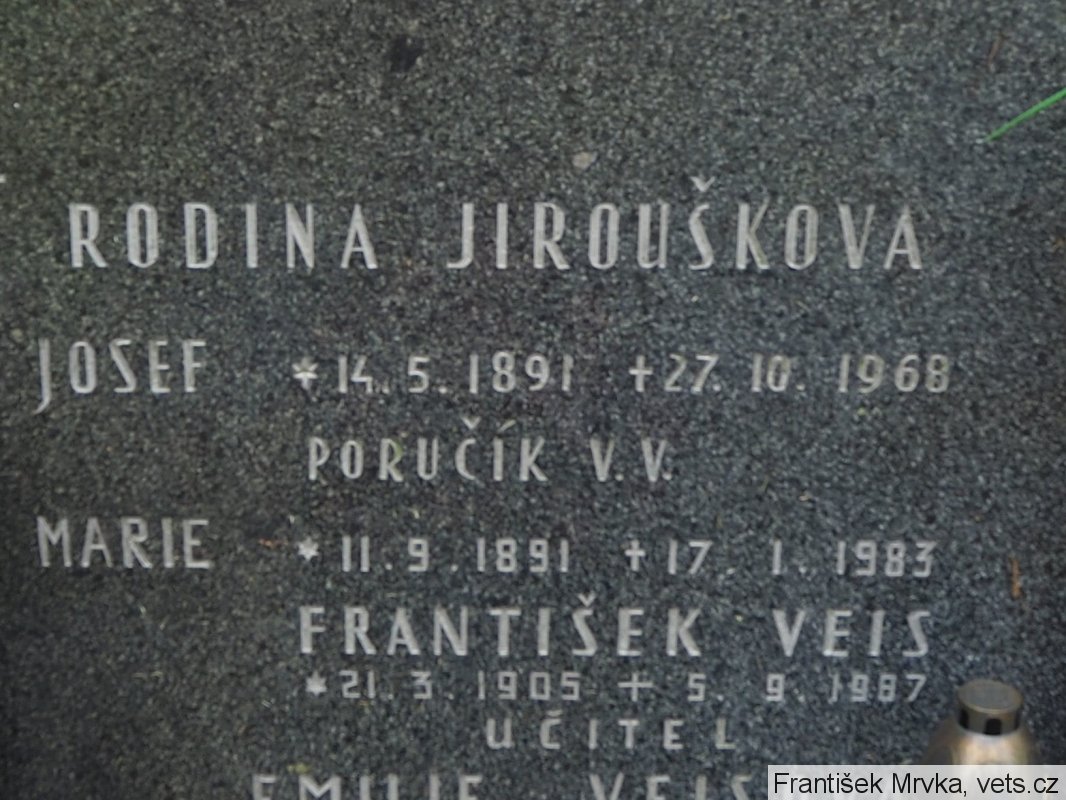 RODINA JIROUŠKOVA
JOSEF * 14. 5. 1891 + 27. 10. 1968
PORUČÍK V. V.
MARIE * 11. 9. 1891 + 17. 1. 1983
FRANTIŠEK VEIS
* 21. 3. 1905 + 5. 9. 1987
UČITEL
EMILIE
František Mrvka, vets.cz